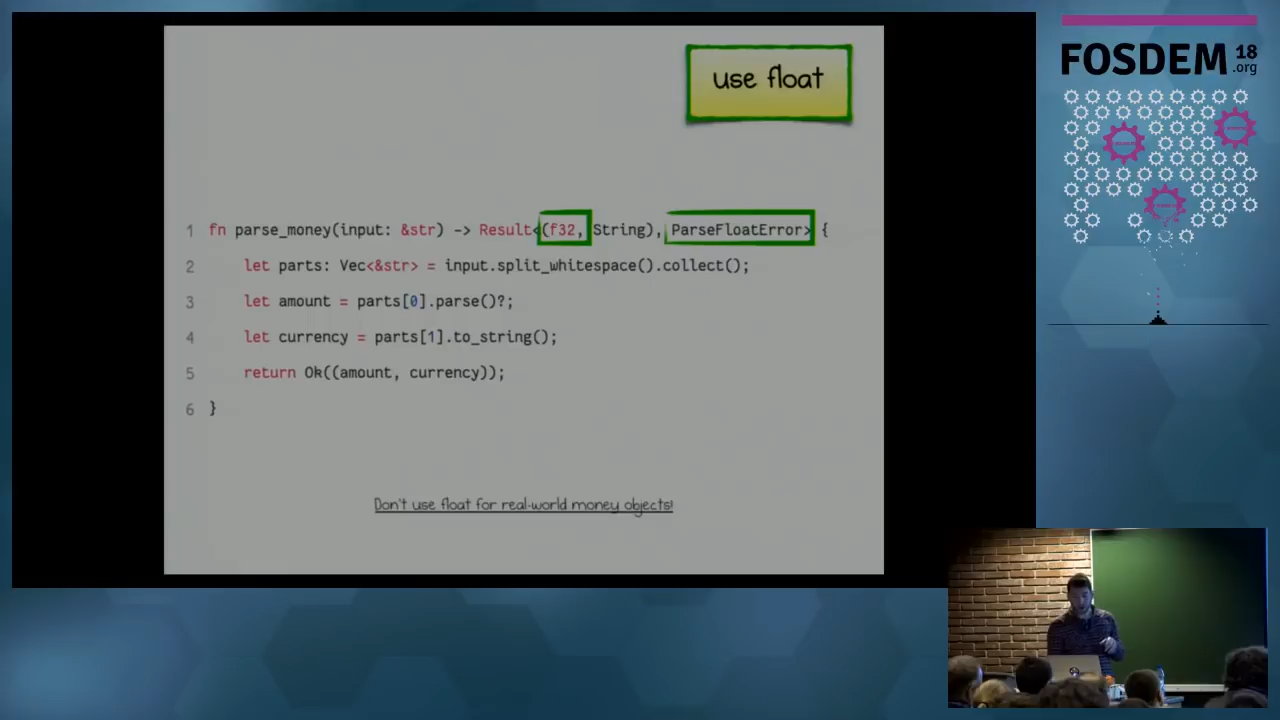 use float
1 fn parse_money(input: &str) -> Result<(f32, String), ParseFloatError> {
2 let parts: Vec<&str> = input.split_whitespace().collect();
3 let amount = parts[0].parse()?;
4 let currency = parts[1].to_string();
5 return Ok((amount, currency));
6 }
Don't use float for real-world money objects!
FOSDEM 18
.org